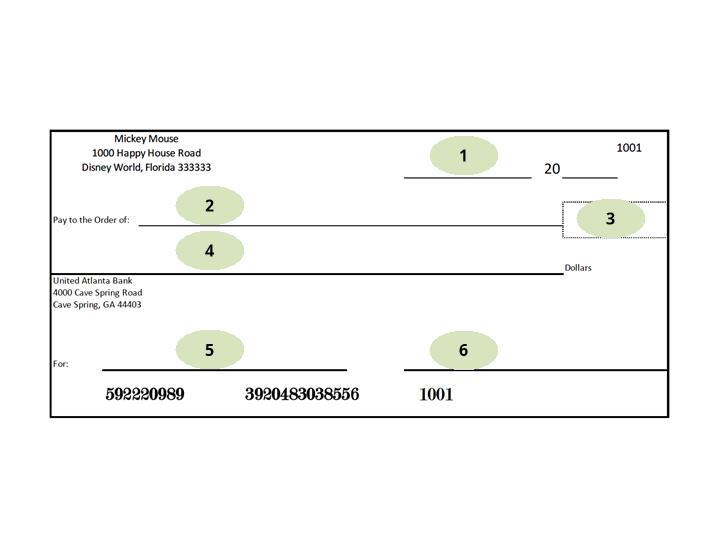 Mickey Mouse
1000 Happy House Road
Disney World, Florida 333333
1
20
1001
2
Pay to the Order of:
3
4
Dollars
United Atlanta Bank
4000 Cave Spring Road
Cave Spring, GA 44403
5
6
For:
592220989 3920483038556 1001